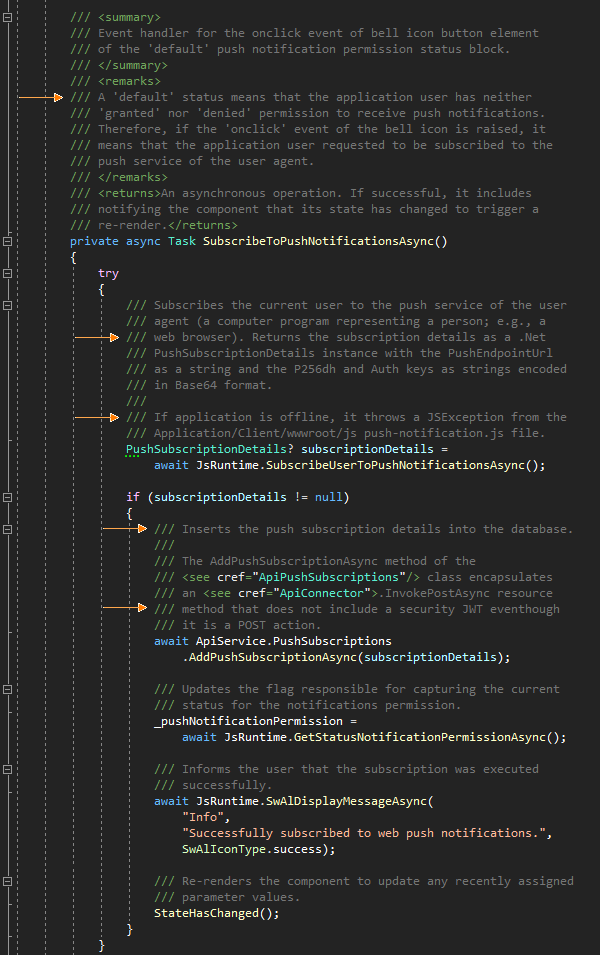 /// <summary>
/// Event handler for the onclick event of bell icon button element
/// of the 'default' push notification permission status block.
/// </summary>
/// <remarks>
/// A 'default' status means that the application user has neither
/// 'granted' nor 'denied' permission to receive push notifications.
/// Therefore, if the 'onclick' event of the bell icon is raised, it
/// means that the application user requested to be subscribed to the
/// push service of the user agent.
/// </remarks>
/// <returns>An asynchronous operation. If successful, it includes
/// notifying the component that its state has changed to trigger a
/// re-render.</returns>
private async Task SubscribeToPushNotificationsAsync()
{
try
{
/// Subscribes the current user to the push service of the user
/// agent (a computer program representing a person; e.g., a
/// web browser). Returns the subscription details as a .Net
/// PushSubscriptionDetails instance with the PushEndpointUrl
/// as a string and the P256dh and Auth keys as strings encoded
/// in Base64 format.
///
/// If application is offline, it throws a JSException from the
/// Application/Client/wwwroot/js push-notification.js file.
PushSubscriptionDetails? subscriptionDetails =
await JsRuntime.SubscribeUserToPushNotificationsAsync();
if (subscriptionDetails != null)
{
/// Inserts the push subscription details into the database.
///
/// The AddPushSubscriptionAsync method of the
/// <see cref="ApiPushSubscriptions"/> class encapsulates
/// an <see cref="ApiConnector">.InvokePostAsync resource
/// method that does not include a security JWT eventhough
/// it is a POST action.
await ApiService.PushSubscriptions
.AddPushSubscriptionAsync(subscriptionDetails);
/// Updates the flag responsible for capturing the current
/// status for the notifications permission.
_pushNotificationPermission =
await JsRuntime.GetStatusNotificationPermissionAsync();
/// Informs the user that the subscription was executed
/// successfully.
await JsRuntime.SwAlDisplayMessageAsync(
"Info",
"Successfully subscribed to web push notifications.",
SwAlIconType.success);
/// Re-renders the component to update any recently assigned
/// parameter values.
StateHasChanged();
}
}